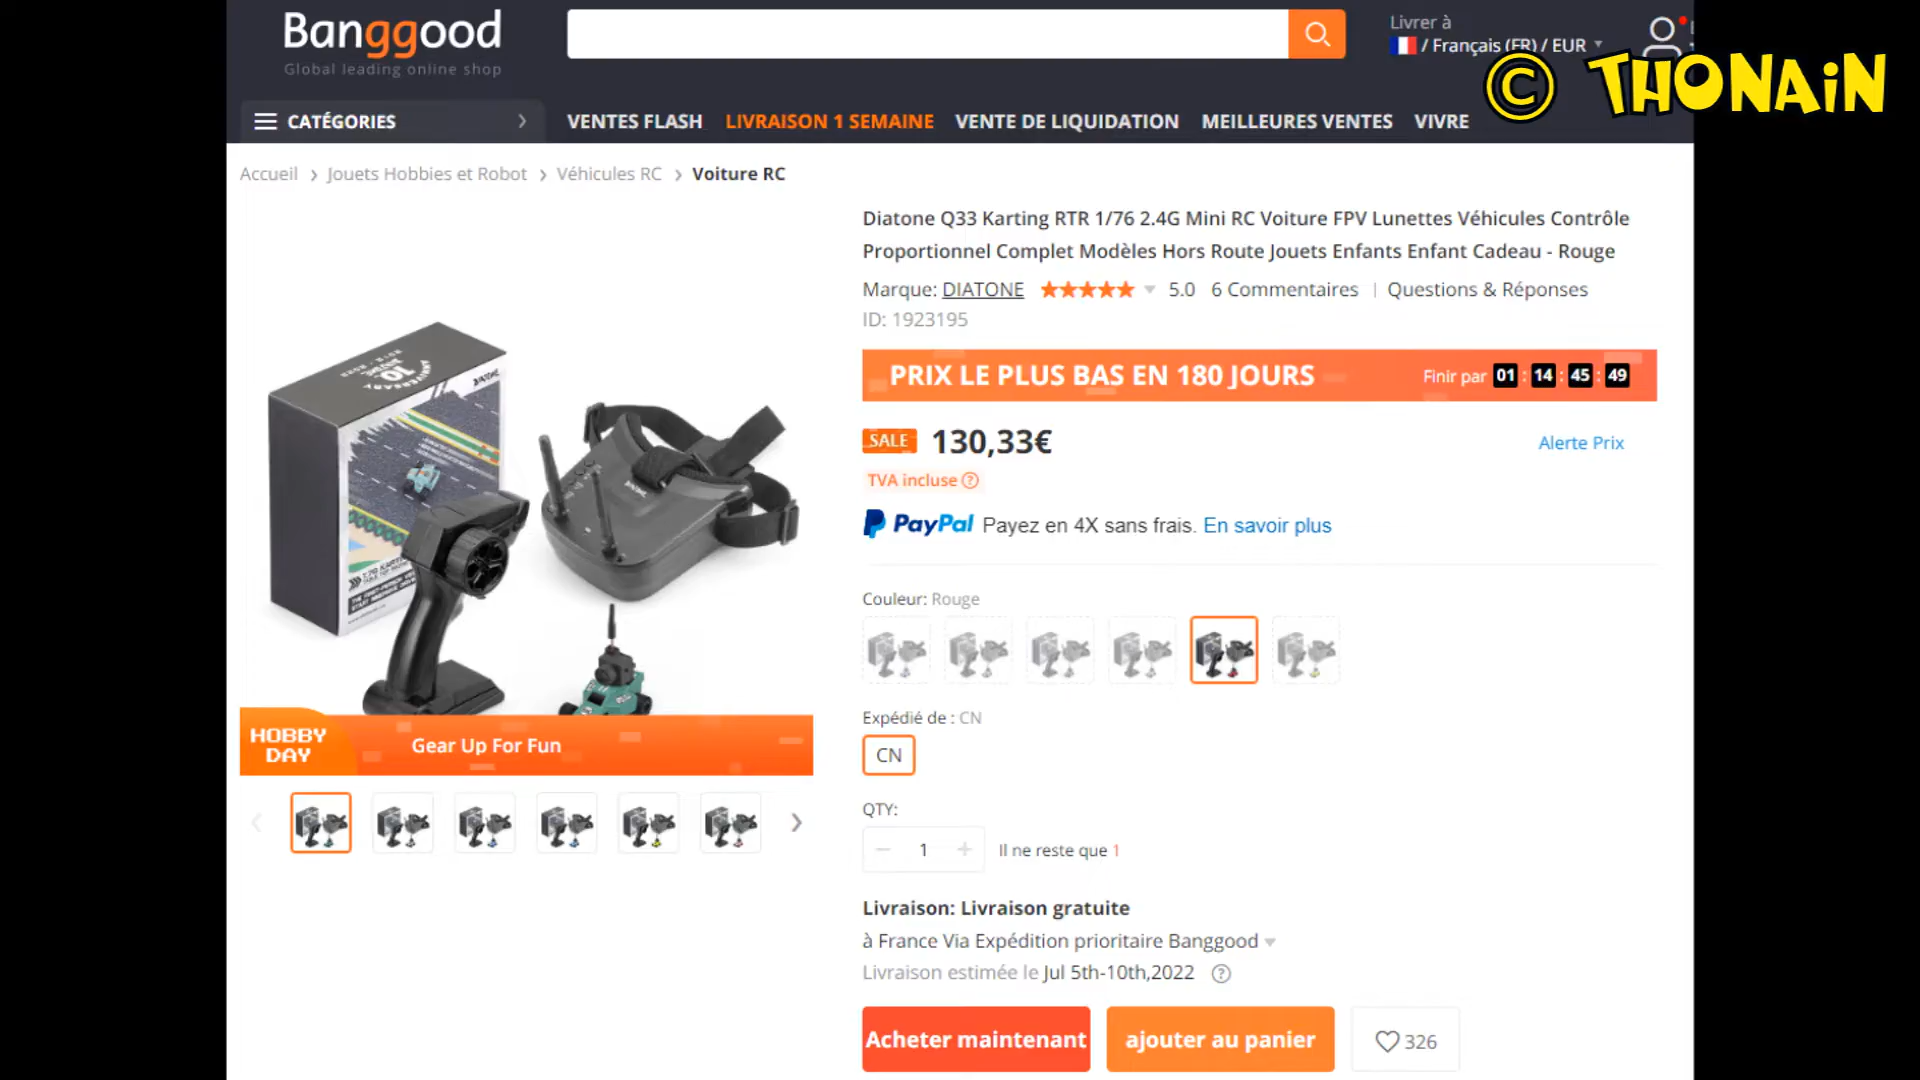 Banggood
Global leading online shop
Livrer à
/ Français (FR) / EUR
© THONAiN
CATÉGORIES
VENTES FLASH
LIVRAISON 1 SEMAINE
VENTE DE LIQUIDATION
MEILLEURES VENTES
VIVRE
Accueil > Jouets Hobbies et Robot > Véhicules RC > Voiture RC
Diatone Q33 Karting RTR 1/76 2.4G Mini RC Voiture FPV Lunettes Véhicules Contrôle
Proportionnel Complet Modèles Hors Route Jouets Enfants Enfant Cadeau - Rouge
Marque: DIATONE 5.0 6 Commentaires | Questions & Réponses
ID: 1923195
PRIX LE PLUS BAS EN 180 JOURS
Finir par 01 : 14 : 45 : 49
SALE 130,33€
Alerte Prix
TVA incluse ?
PayPal Payez en 4X sans frais. En savoir plus
Couleur: Rouge
Expédié de : CN
CN
QTY:
− 1 + Il ne reste que 1
Livraison: Livraison gratuite
à France Via Expédition prioritaire Banggood
Livraison estimée le Jul 5th-10th,2022 ?
Acheter maintenant
ajouter au panier
326
10
ANNIVERSARY
DIATONE
HOBBY
DAY
Gear Up For Fun